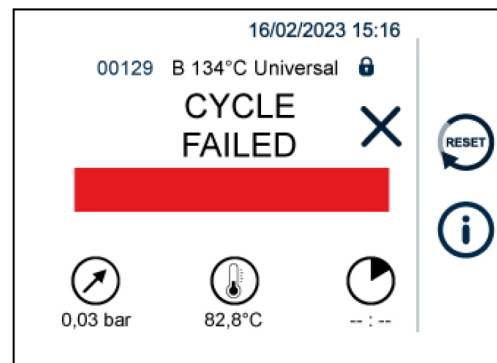 16/02/2023 15:16
00129 B 134°C Universal
CYCLE
FAILED
RESET
i
0,03 bar
82,8°C
-- : --